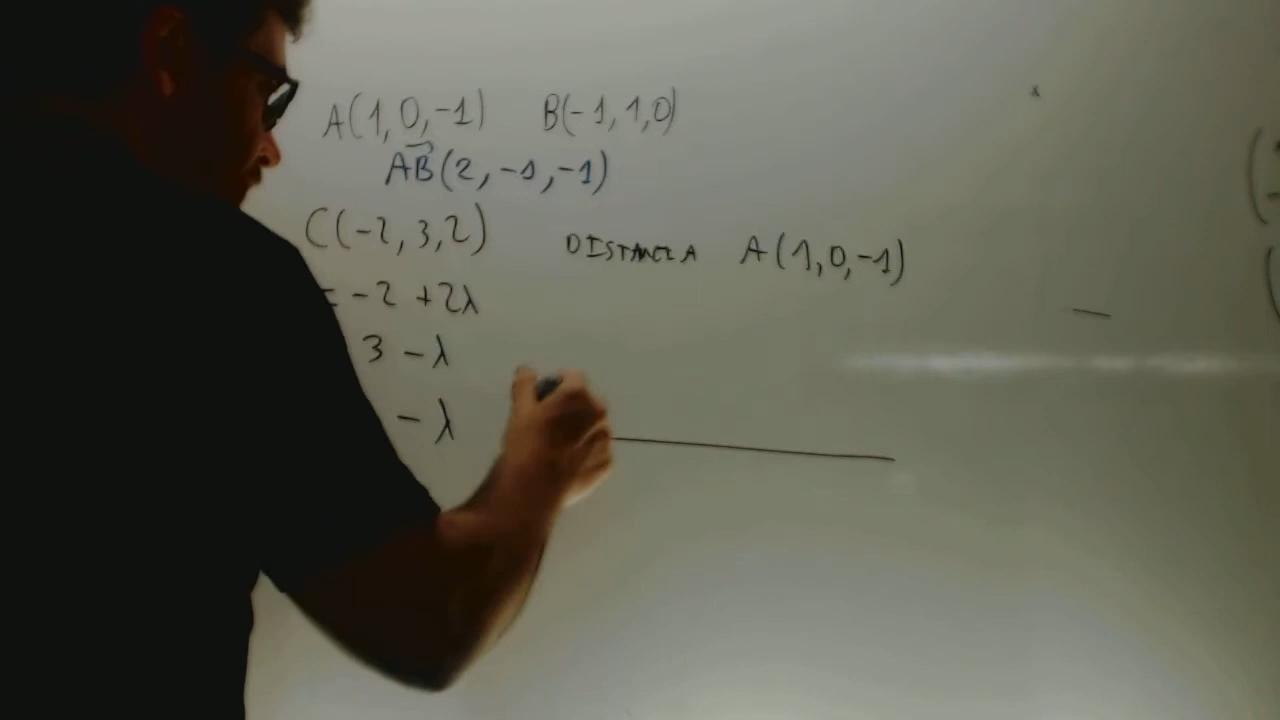 A(1,0,-1) B(-1,1,0)
AB(2,-1,-1)
C(-2,3,2) DISTANCIA A(1,0,-1)
= -2 +2λ
3 - λ
- λ